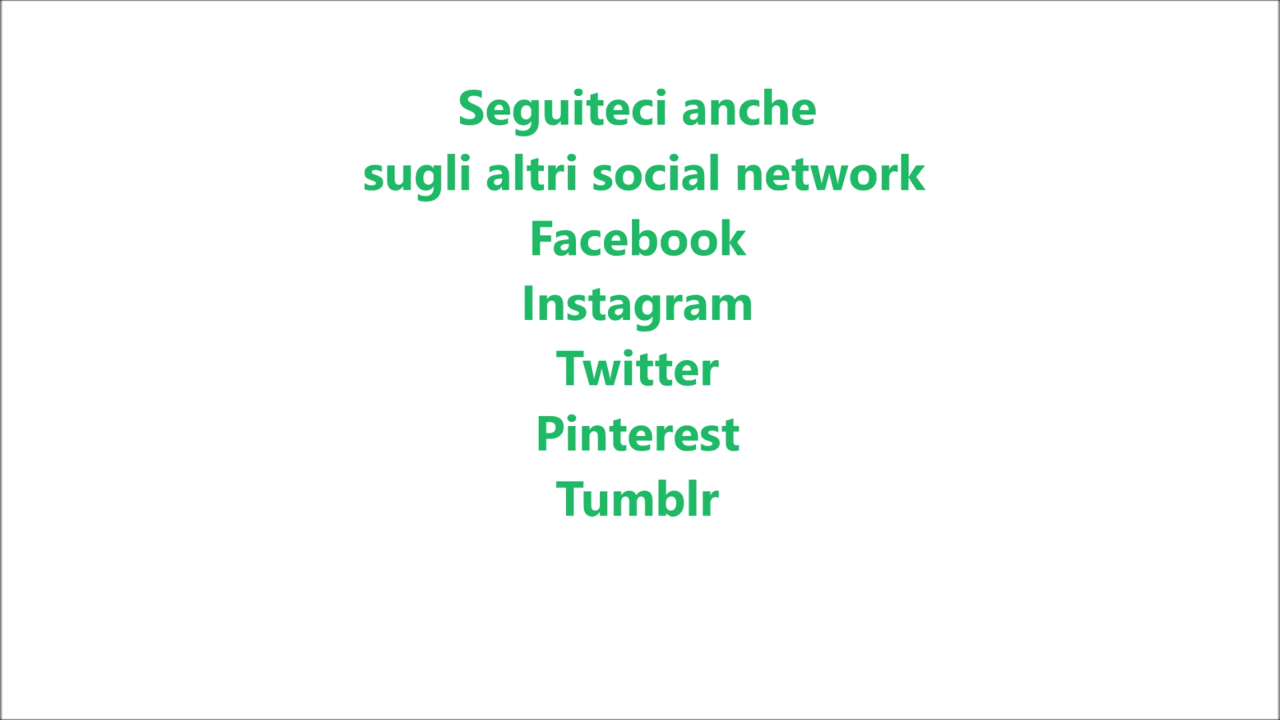 Seguiteci anche
sugli altri social network
Facebook
Instagram
Twitter
Pinterest
Tumblr